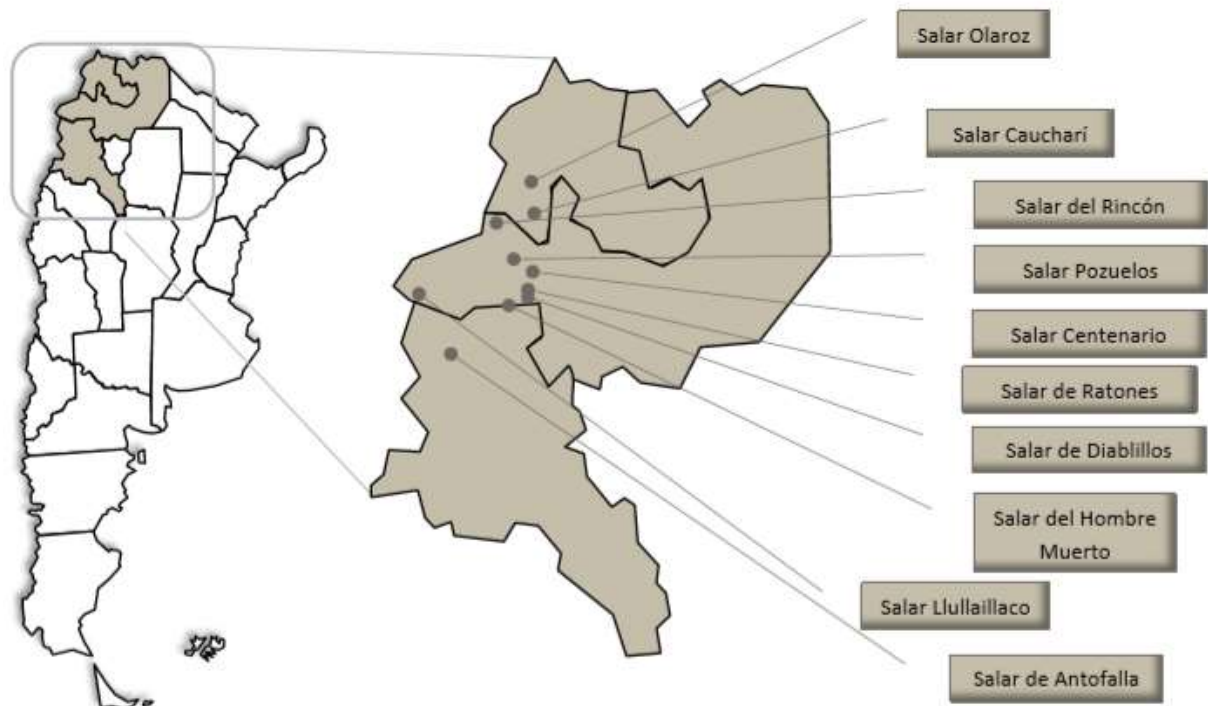 Salar Olaroz
Salar Caucharí
Salar del Rincón
Salar Pozuelos
Salar Centenario
Salar de Ratones
Salar de Diablillos
Salar del Hombre
Muerto
Salar Llullaillaco
Salar de Antofalla